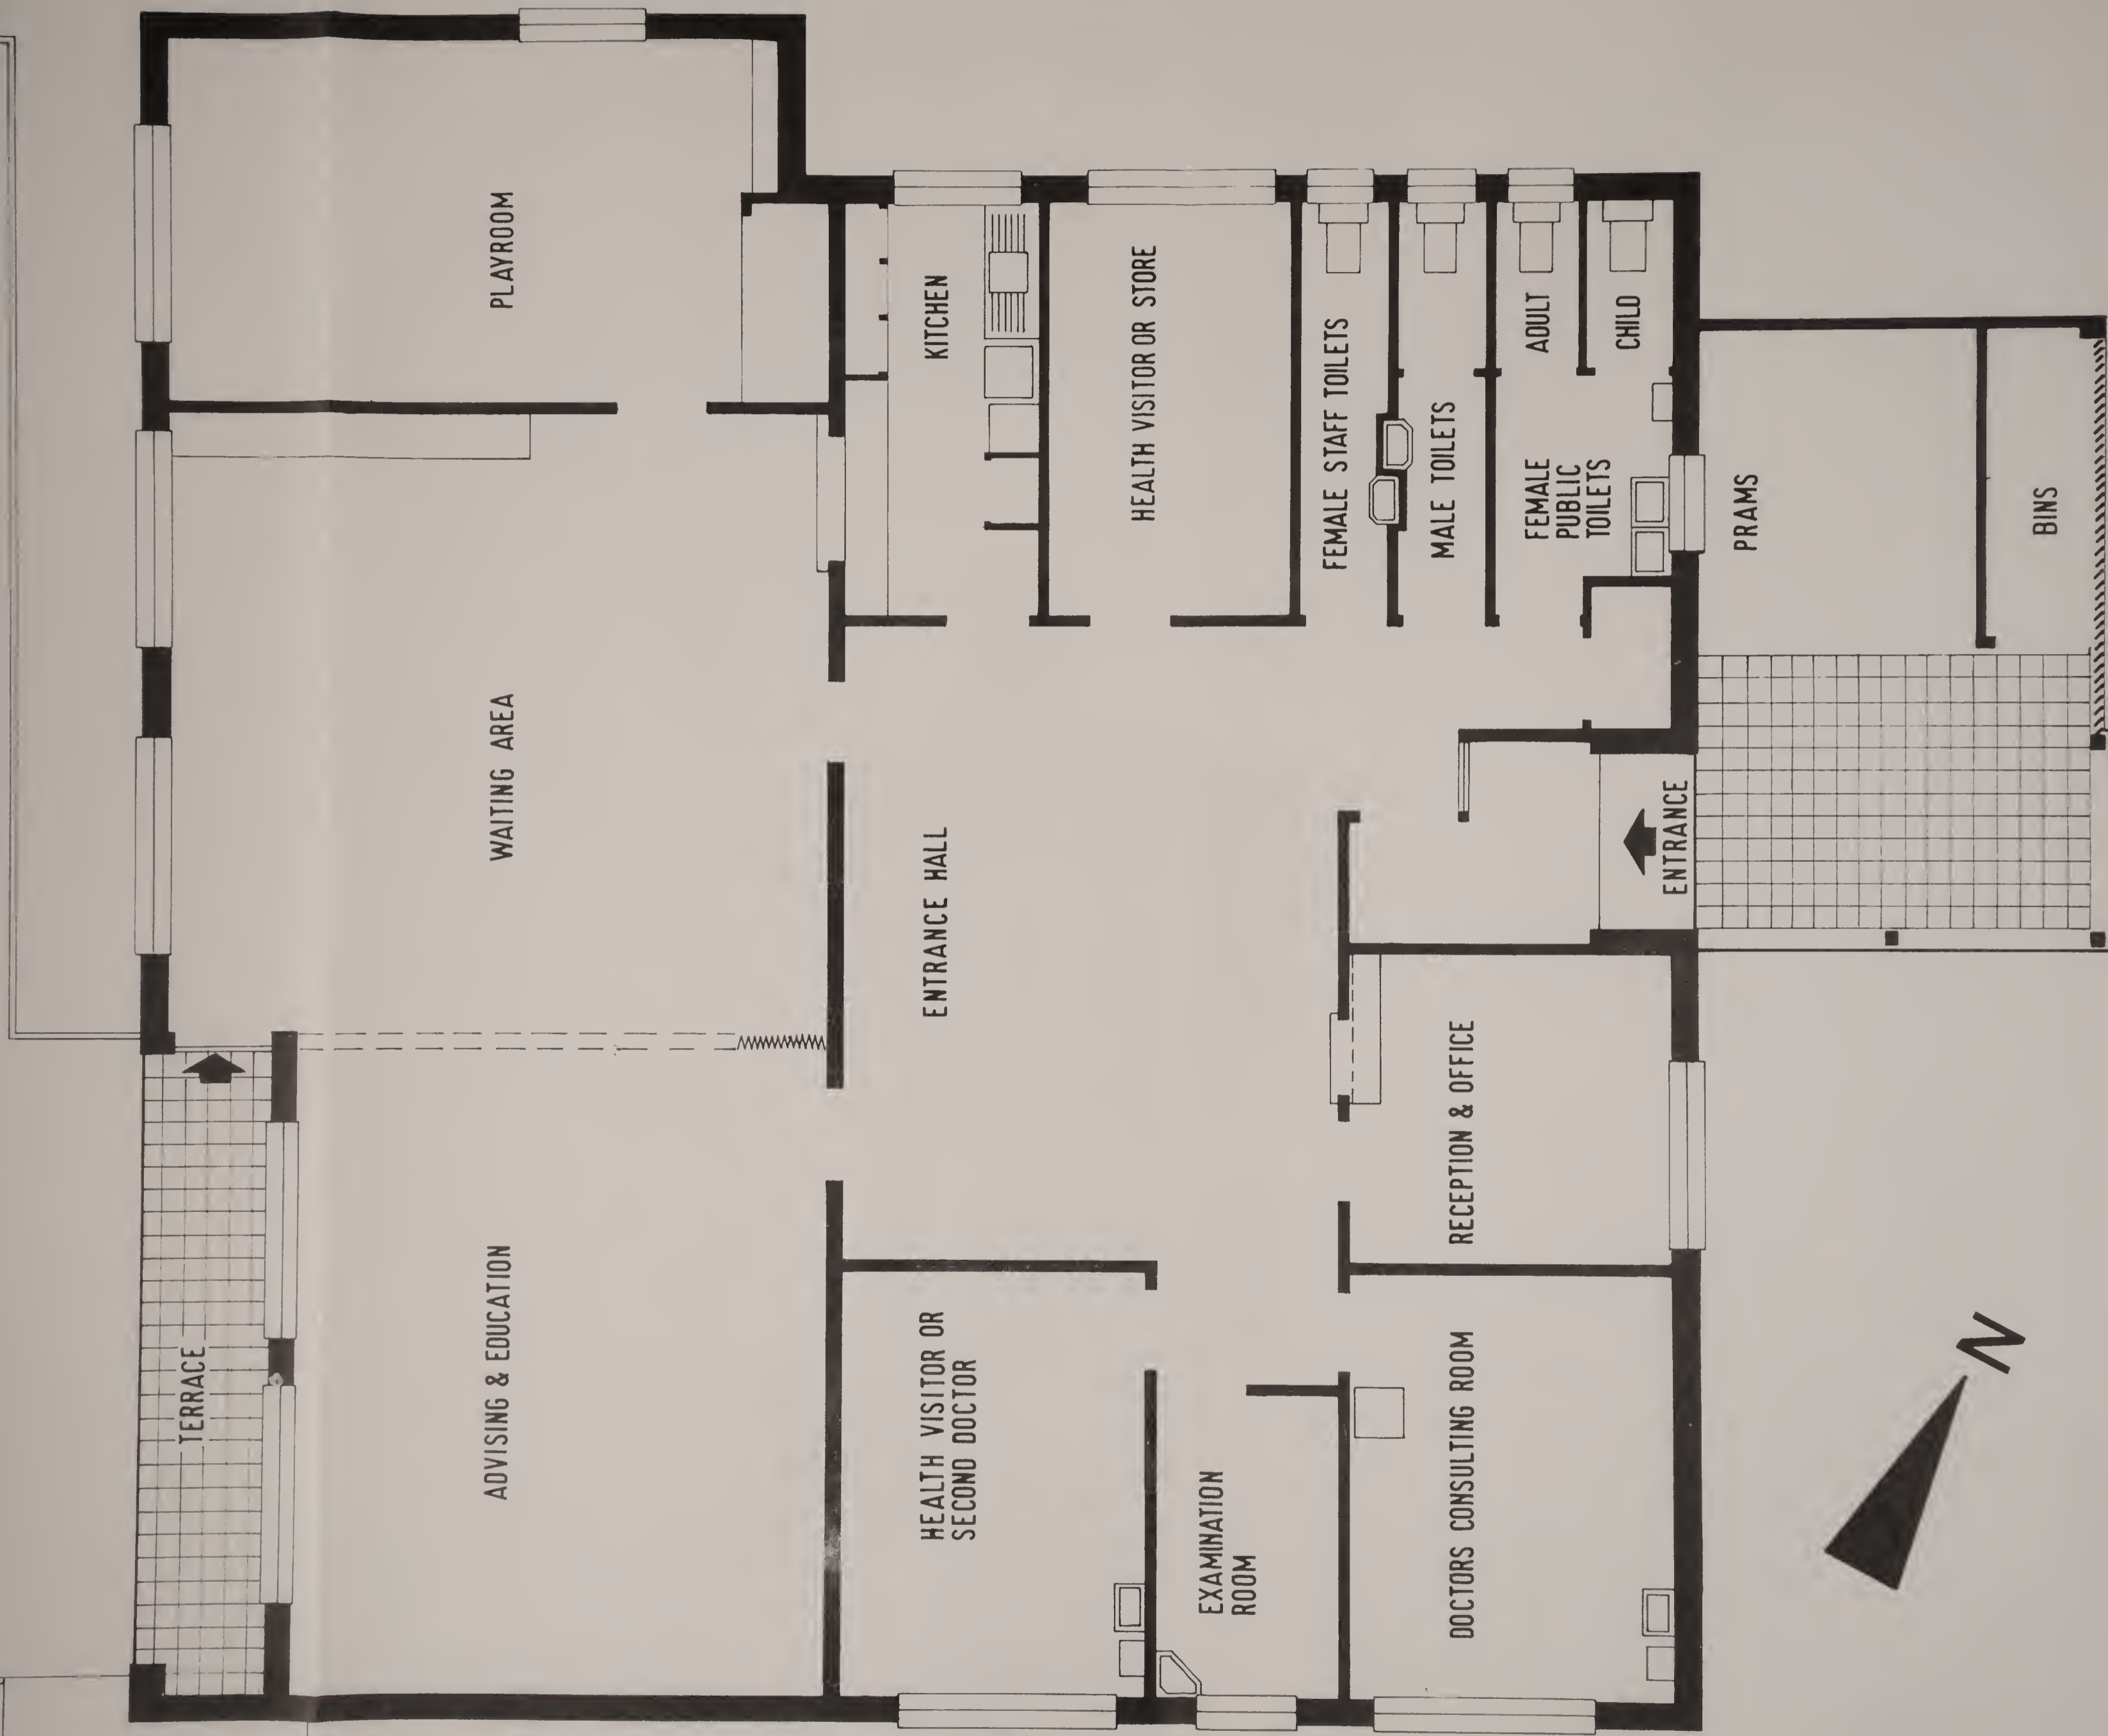 PLAYROOM
WAITING AREA
TERRACE
ADVISING & EDUCATION
KITCHEN
ENTRANCE HALL
HEALTH VISITOR OR
SECOND DOCTOR
HEALTH VISITOR OR STORE
EXAMINATION
ROOM
FEMALE STAFF TOILETS
MALE TOILETS
ADULT
CHILD
FEMALE
PUBLIC
TOILETS
RECEPTION & OFFICE
DOCTORS CONSULTING ROOM
ENTRANCE
PRAMS
BINS
N